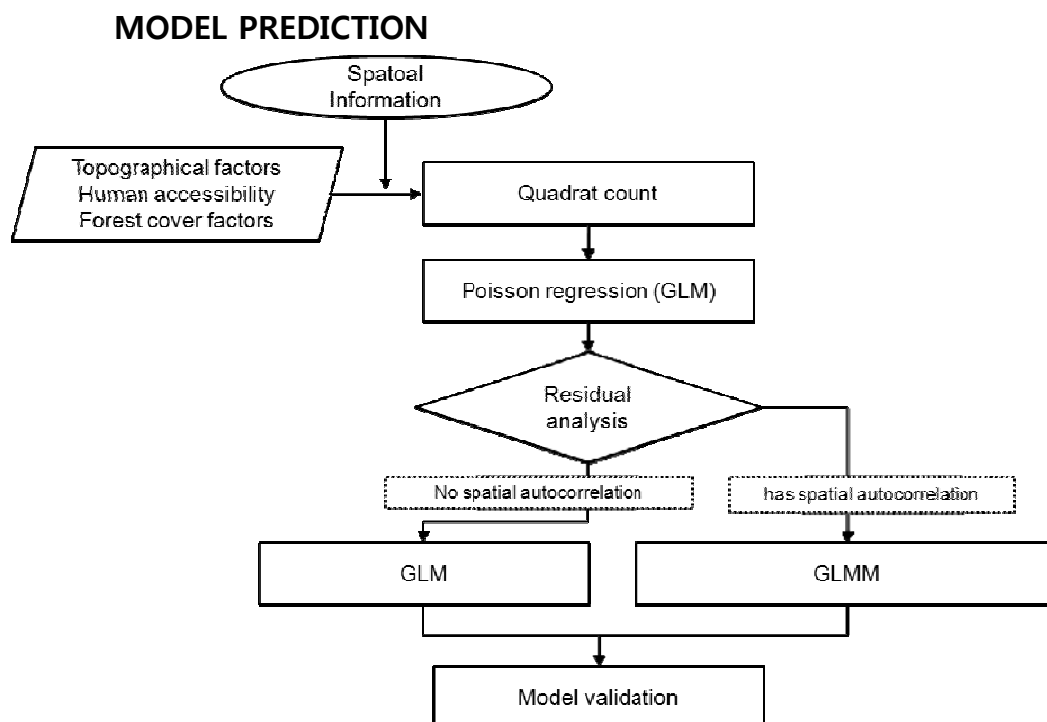 MODEL PREDICTION
Spatoal
Information
Topographical factors
Human accessibility
Forest cover factors
Quadrat count
Poisson regression (GLM)
Residual
analysis
No spatial autocorrelation
has spatial autocorrelation
GLM
GLMM
Model validation